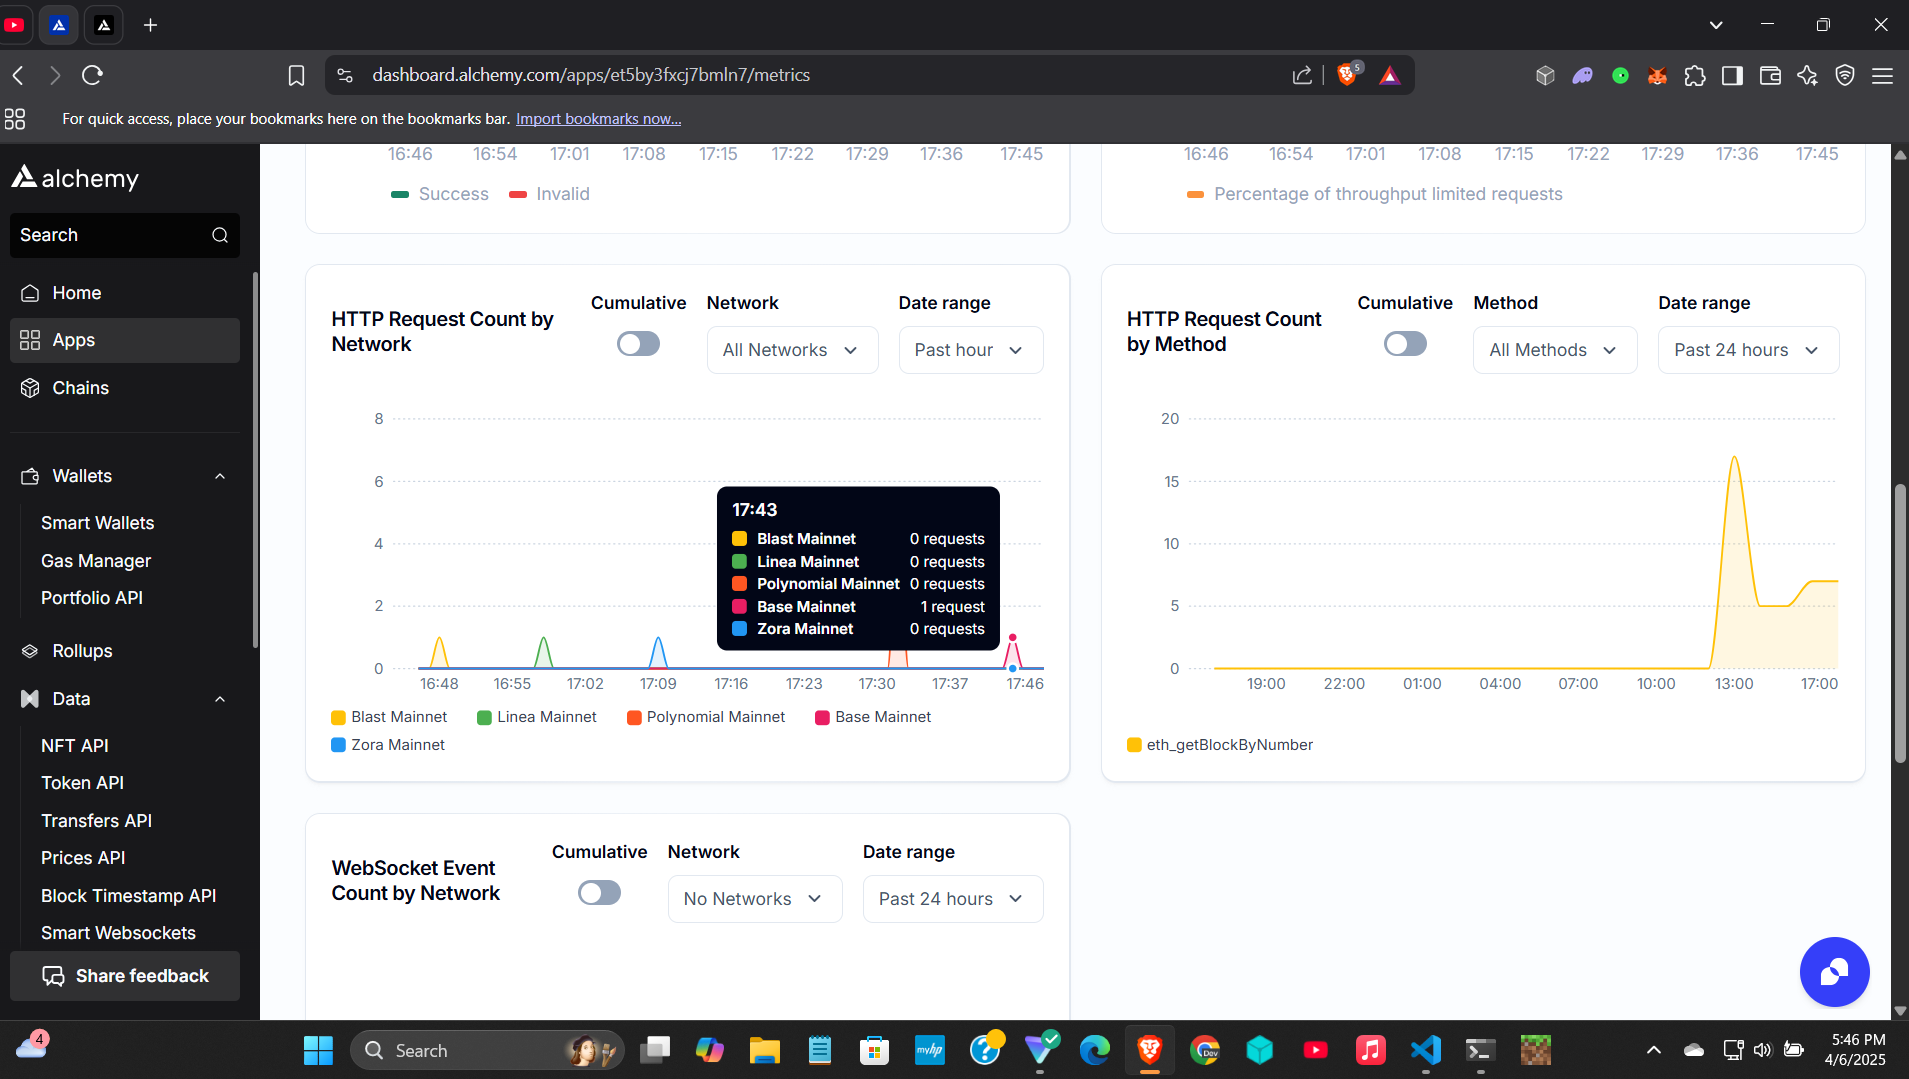 dashboard.alchemy.com/apps/et5by3fxcj7bmln7/metrics
5
For quick access, place your bookmarks here on the bookmarks bar. Import bookmarks now...
alchemy
Search
Home
Apps
Chains
Wallets
Smart Wallets
Gas Manager
Portfolio API
Rollups
Data
NFT API
Token API
Transfers API
Prices API
Block Timestamp API
Smart Websockets
Share feedback
16:46 16:54 17:01 17:08 17:15 17:22 17:29 17:36 17:45
Success Invalid
16:46 16:54 17:01 17:08 17:15 17:22 17:29 17:36 17:45
Percentage of throughput limited requests
HTTP Request Count by
Network
Cumulative Network Date range
All Networks Past hour
8
6
4
2
0
17:43
Blast Mainnet 0 requests
Linea Mainnet 0 requests
Polynomial Mainnet 0 requests
Base Mainnet 1 request
Zora Mainnet 0 requests
16:48 16:55 17:02 17:09 17:16 17:23 17:30 17:37 17:46
Blast Mainnet Linea Mainnet Polynomial Mainnet Base Mainnet
Zora Mainnet
HTTP Request Count
by Method
Cumulative Method Date range
All Methods Past 24 hours
20
15
10
5
0
19:00 22:00 01:00 04:00 07:00 10:00 13:00 17:00
eth_getBlockByNumber
WebSocket Event
Count by Network
Cumulative Network Date range
No Networks Past 24 hours
4
Search
myhp
Dev
5:46 PM
4/6/2025